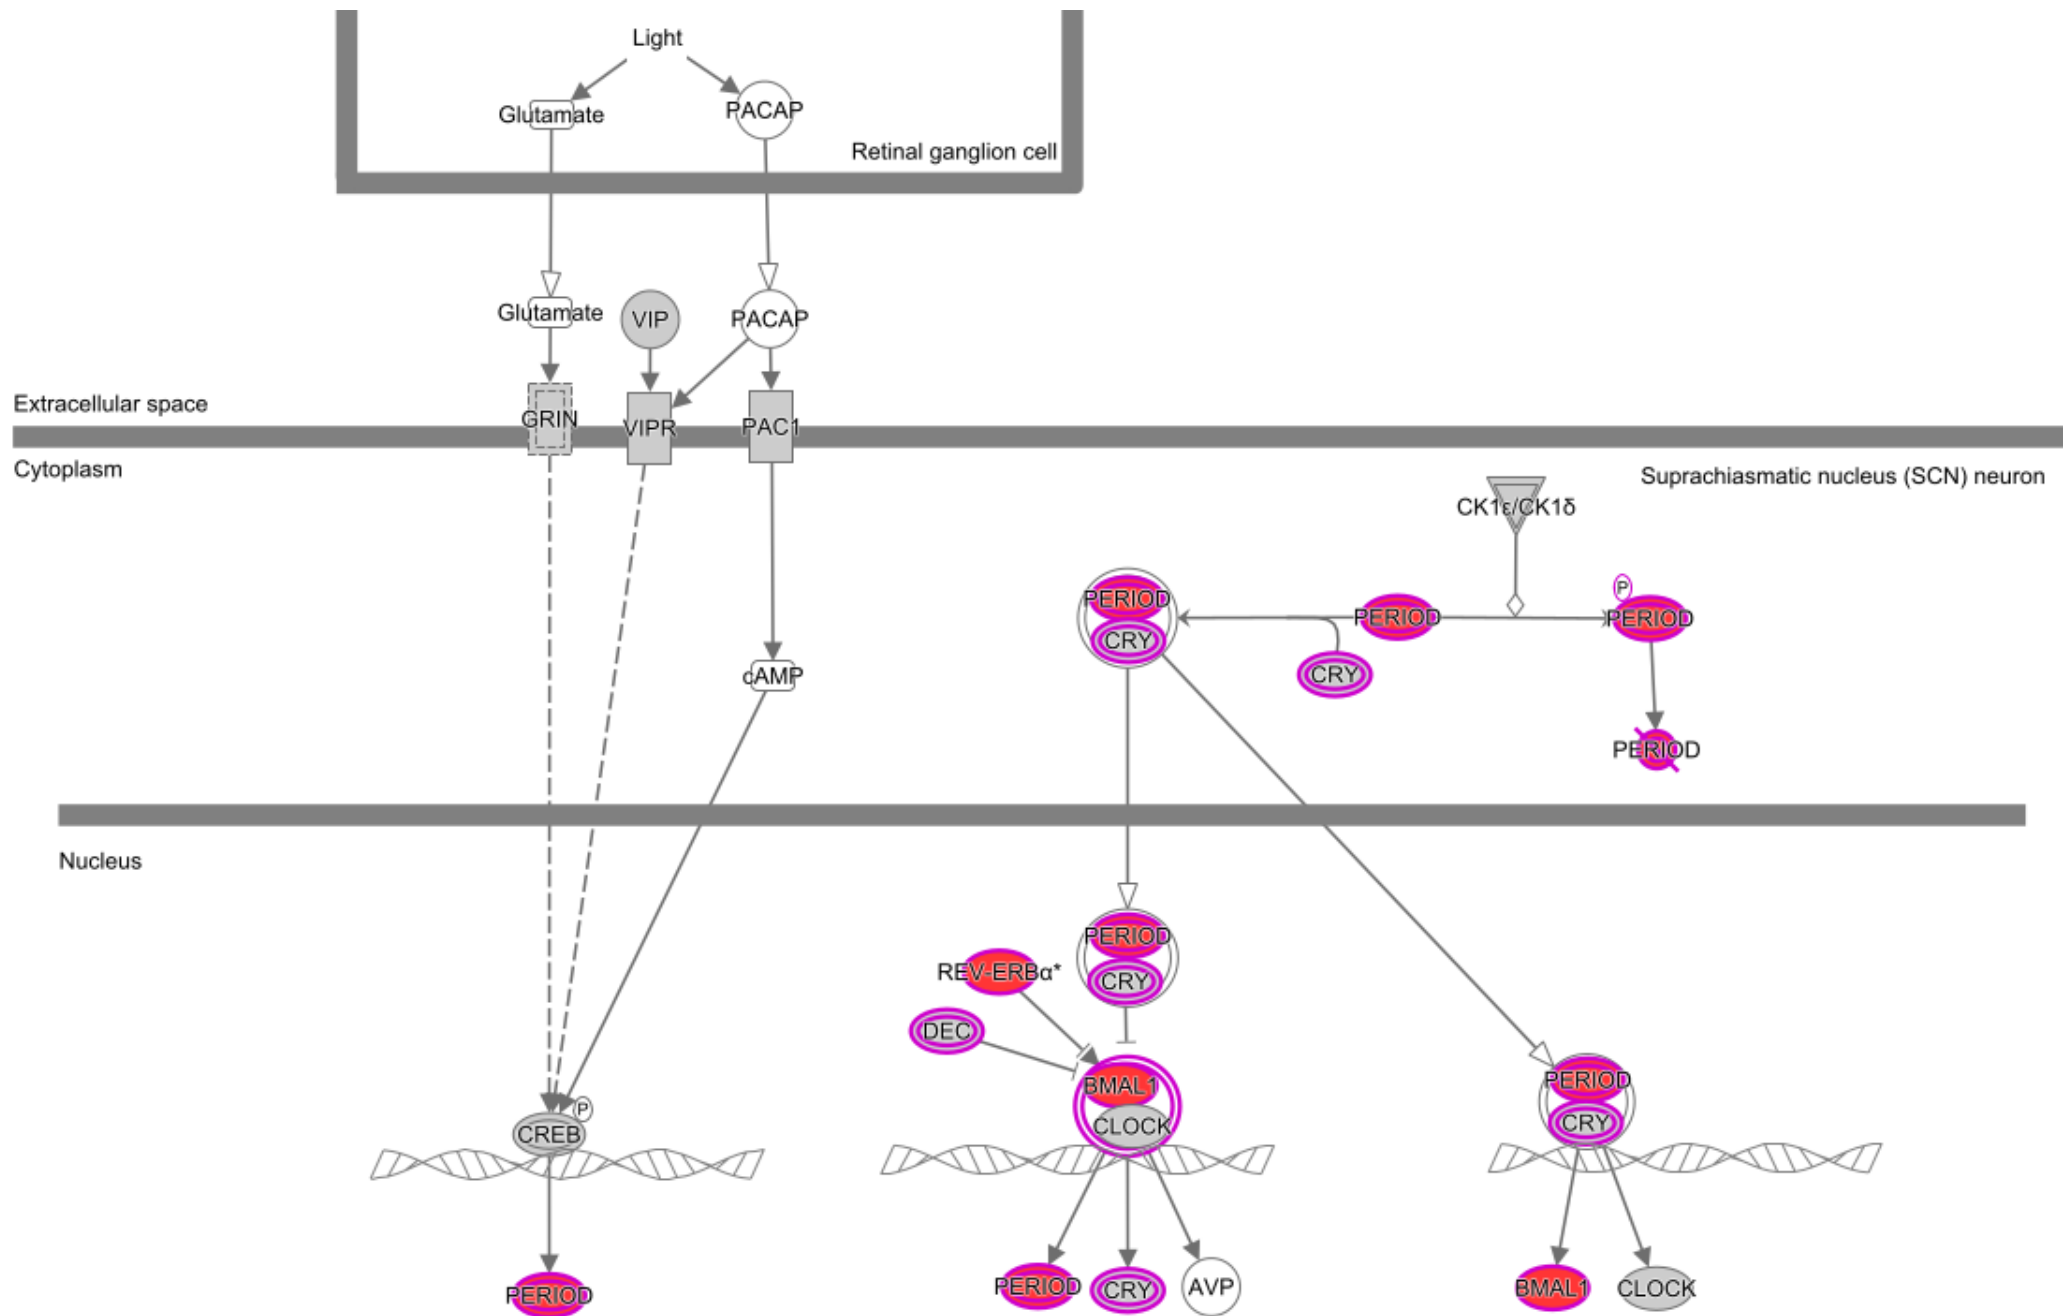 Light
Glutamate
PACAP
Retinal ganglion cell
Glutamate
VIP
PACAP
Extracellular space
GRIN
VIPR
PAC1
Cytoplasm
Suprachiasmatic nucleus (SCN) neuron
CK1ε/CK1δ
P
PERIOD
PERIOD
PERIOD
CRY
CRY
cAMP
PERIOD
Nucleus
PERIOD
REV-ERBα*
CRY
DEC
BMAL1
PERIOD
P
CREB
CLOCK
CRY
PERIOD
PERIOD
CRY
AVP
BMAL1
CLOCK